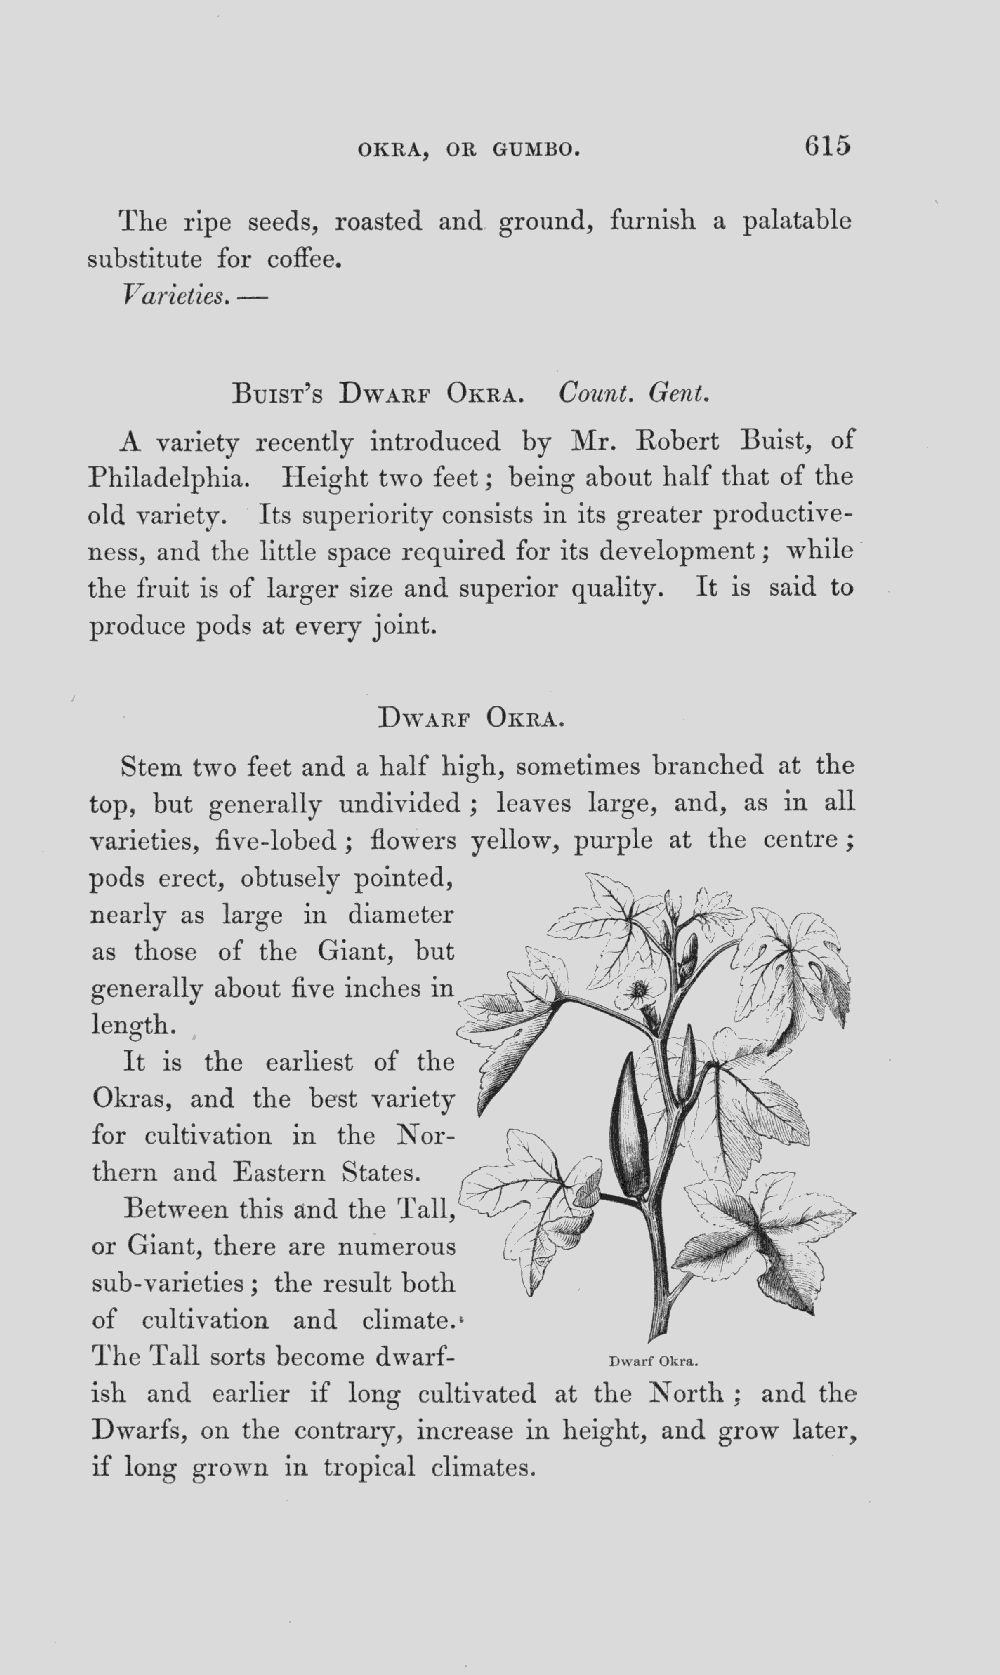 OKRA, OR GUMBO. 615
The ripe seeds, roasted and ground, furnish a palatable
substitute for coffee.
Varieties. —
BUIST'S DWARF OKRA. Count. Gent.
A variety recently introduced by Mr. Robert Buist, of
Philadelphia. Height two feet; being about half that of the
old variety. Its superiority consists in its greater productive-
ness, and the little space required for its development; while
the fruit is of larger size and superior quality. It is said to
produce pods at every joint.
DWARF OKRA.
Stem two feet and a half high, sometimes branched at the
top, but generally undivided; leaves large, and, as in all
varieties, five-lobed; flowers yellow, purple at the centre;
pods erect, obtusely pointed,
nearly as large in diameter
as those of the Giant, but
generally about five inches in
length.
It is the earliest of the
Okras, and the best variety
for cultivation in the Nor-
thern and Eastern States.
Between this and the Tall,
or Giant, there are numerous
sub-varieties; the result both
of cultivation and climate.
The Tall sorts become dwarf-
Dwarf Okra.
ish and earlier if long cultivated at the North; and the
Dwarfs, on the contrary, increase in height, and grow later,
if long grown in tropical climates.